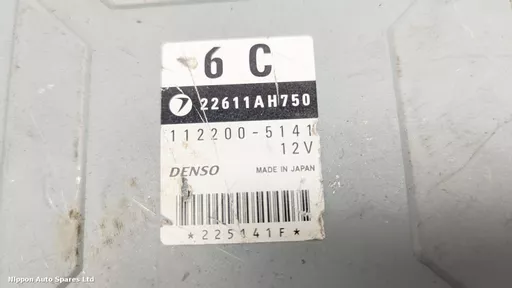 6 C
22611AH750
112200-5141
12V
DENSO MADE IN JAPAN
*225141F*
Nippon Auto Spares Ltd